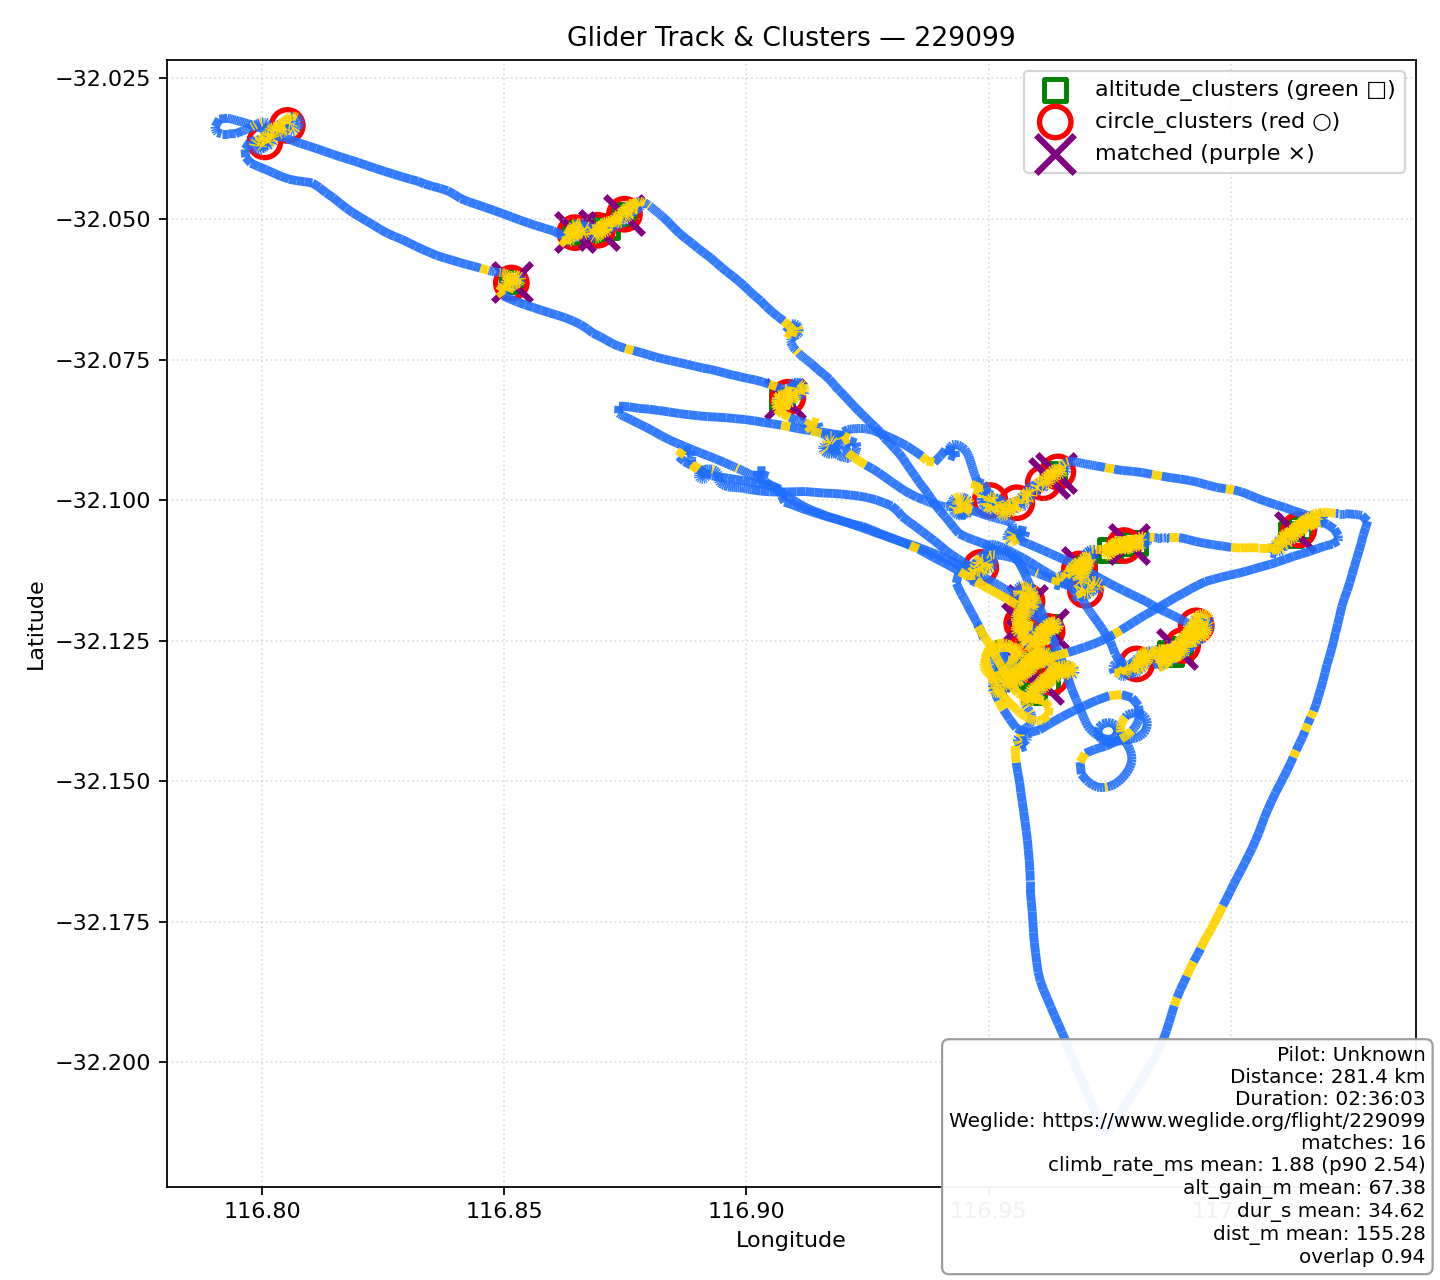 Glider Track & Clusters — 229099
altitude_clusters (green □)
circle_clusters (red ○)
matched (purple ×)
Latitude
−32.025
−32.050
−32.075
−32.100
−32.125
−32.150
−32.175
−32.200
116.80
116.85
116.90
116.95
117
Longitude
Pilot: Unknown
Distance: 281.4 km
Duration: 02:36:03
Weglide: https://www.weglide.org/flight/229099
matches: 16
climb_rate_ms mean: 1.88 (p90 2.54)
alt_gain_m mean: 67.38
dur_s mean: 34.62
dist_m mean: 155.28
overlap 0.94